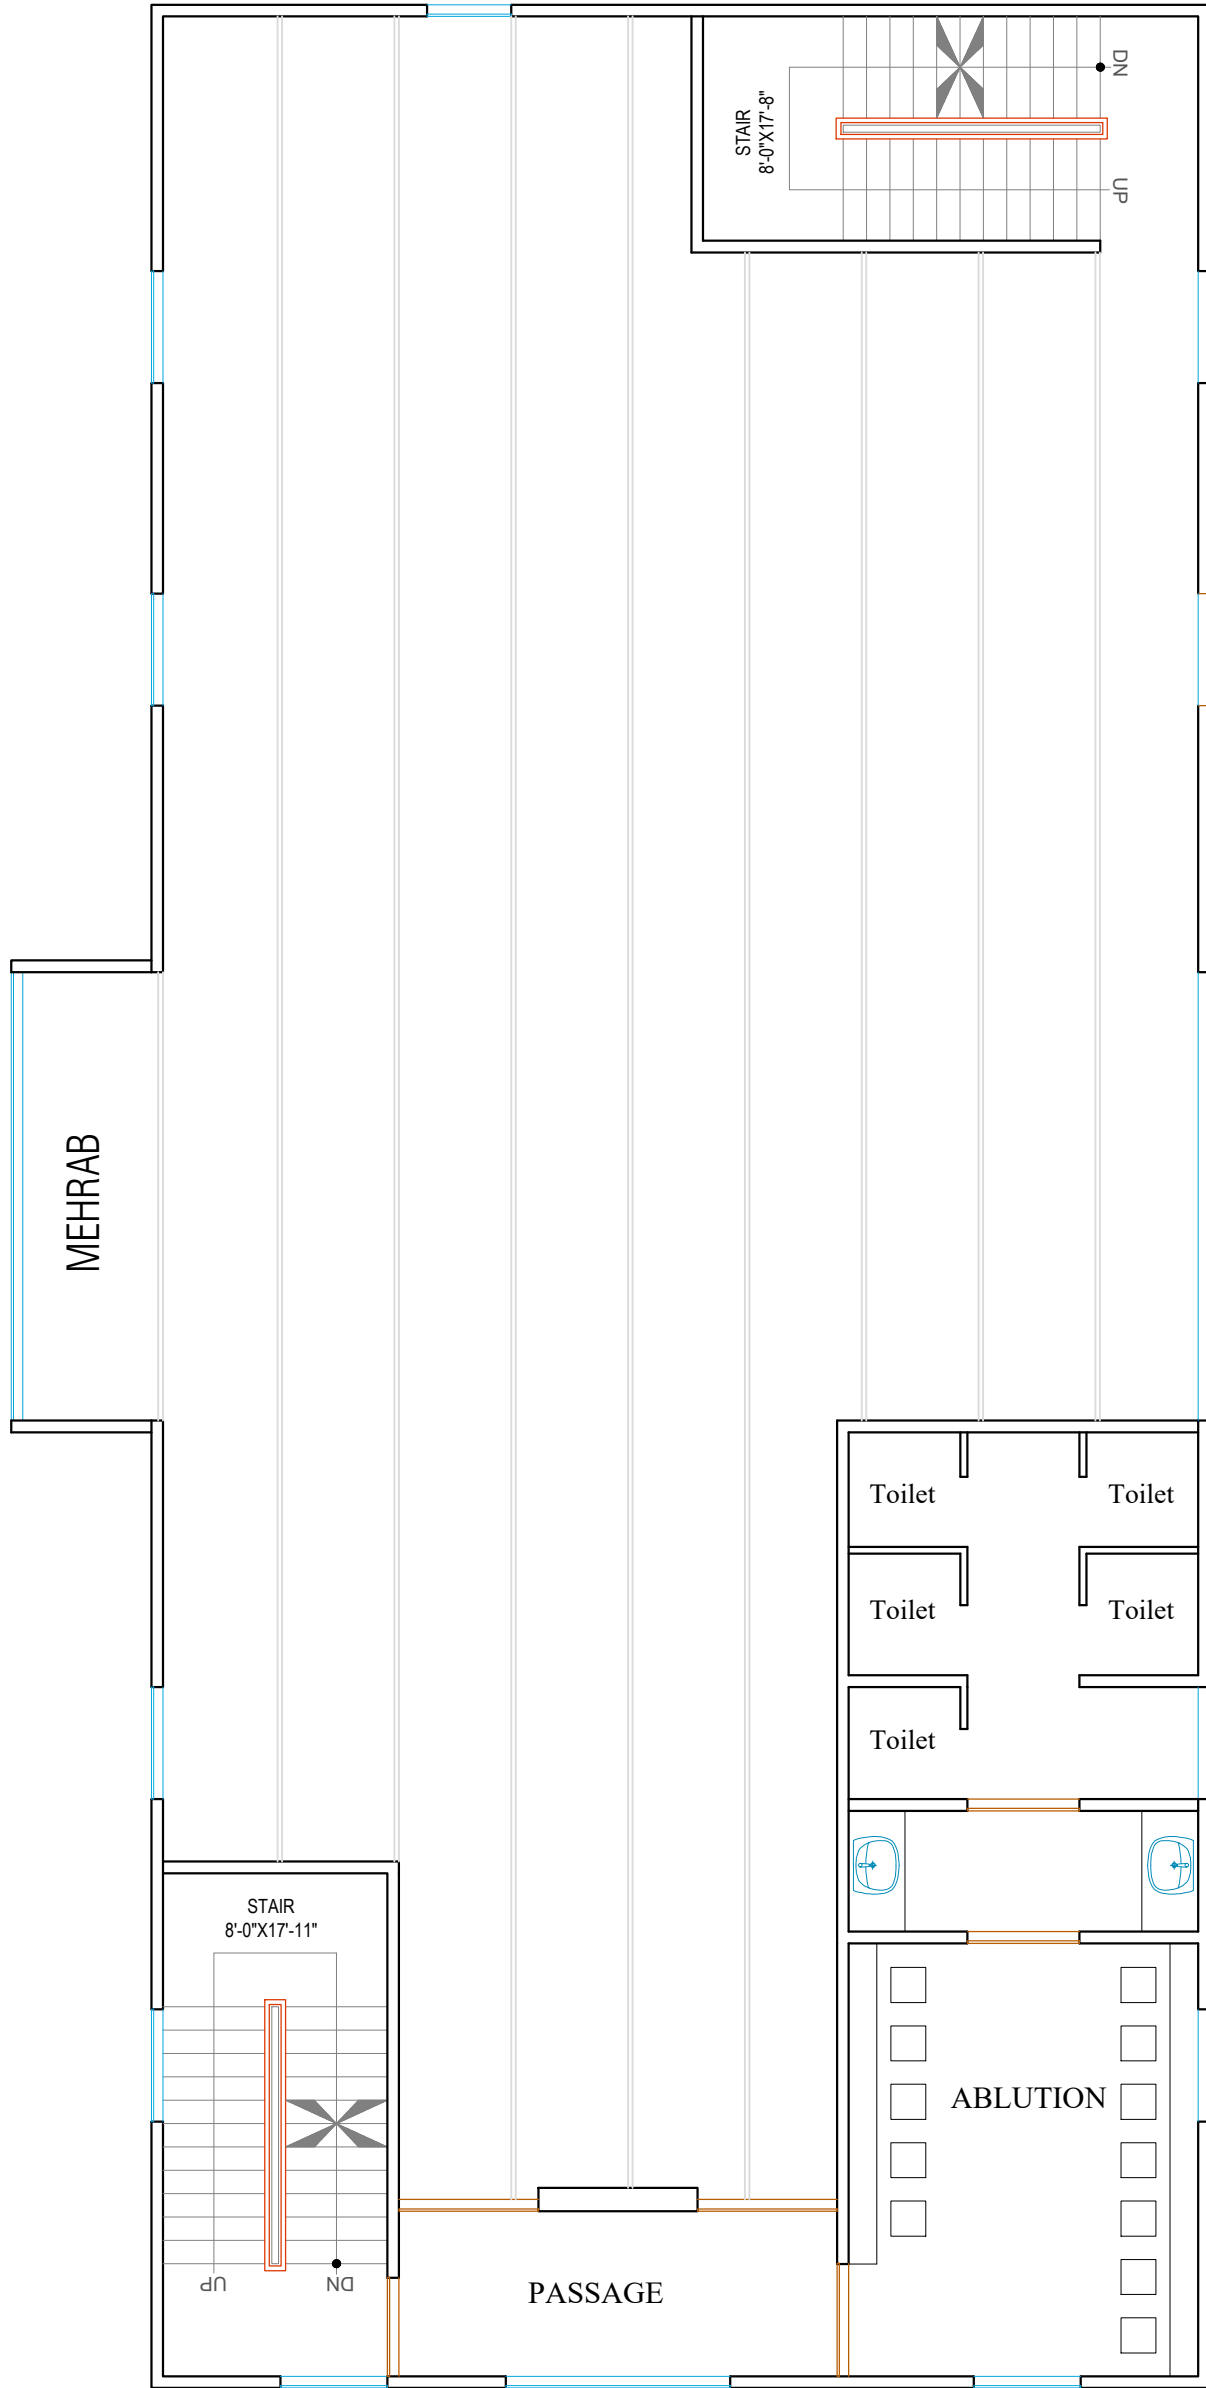 DN
STAIR
8'-0"X17'-8"
UP
MEHRAB
Toilet
Toilet
Toilet
Toilet
Toilet
STAIR
8'-0"X17'-11"
ABLUTION
UP
DN
PASSAGE